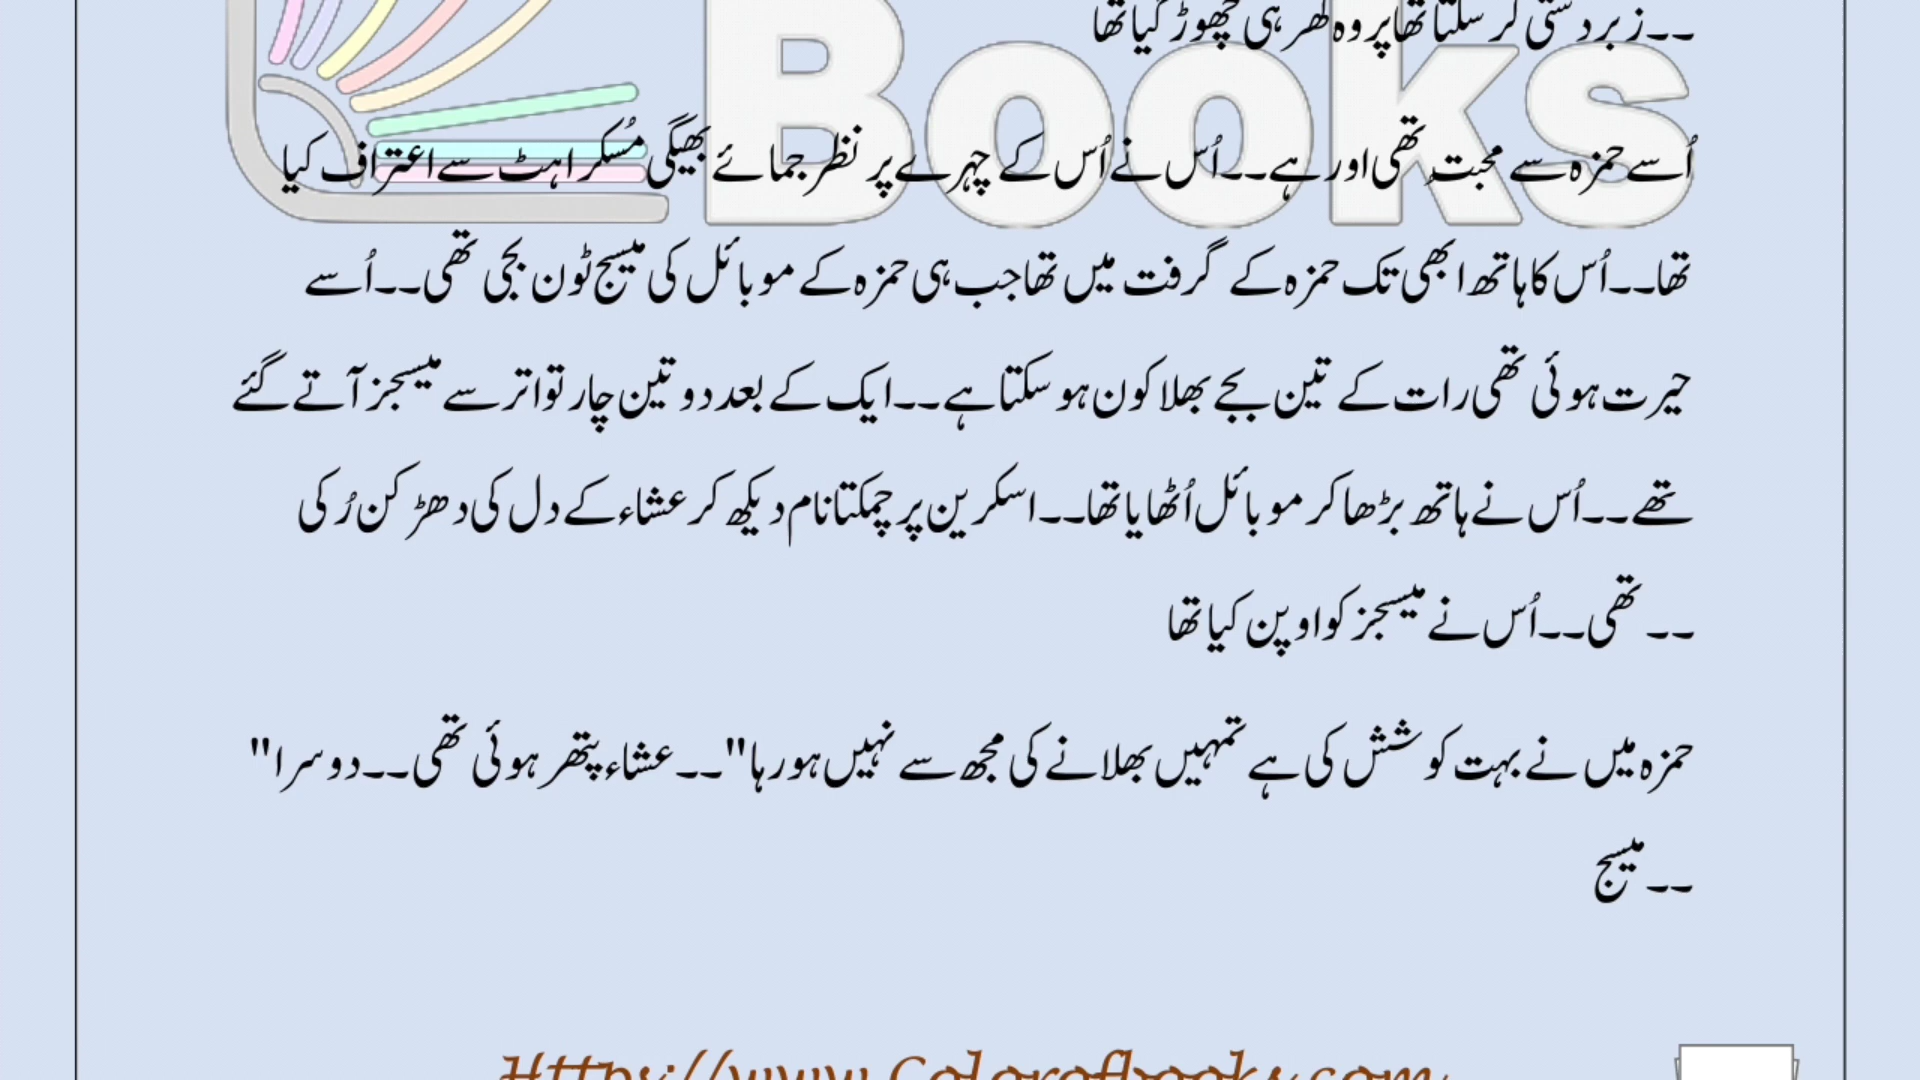 Books
۔۔زبردستی کر سکتا تھا پر وہ گھر ہی چھوڑ گیا تھا
اُسے حمزہ سے محبت تھی اور ہے۔۔اُس نے اُس کے چہرے پر نظر جمائے بھیگی مُسکراہٹ سے اعتراف کیا
تھا۔۔اُس کا ہاتھ ابھی تک حمزہ کے گرفت میں تھا جب ہی حمزہ کے موبائل کی میسج ٹون بجی تھی۔۔اُسے
حیرت ہوئی تھی رات کے تین بجے بھلا کون ہو سکتا ہے۔۔ایک کے بعد دو تین چار تواتر سے میسجز آتے گئے
تھے۔۔اُس نے ہاتھ بڑھا کر موبائل اُٹھایا تھا۔۔اسکرین پر چمکتا نام دیکھ کر عشاء کے دل کی دھڑکن رُکی
۔۔تھی۔۔اُس نے میسجز کو اوپن کیا تھا
حمزہ میں نے بہت کوشش کی ہے تمہیں بھلانے کی مجھ سے نہیں ہو رہا"۔۔عشاء پتھر ہوئی تھی۔۔دوسرا"
۔۔میسج
Https://www.Colorofbooks.com